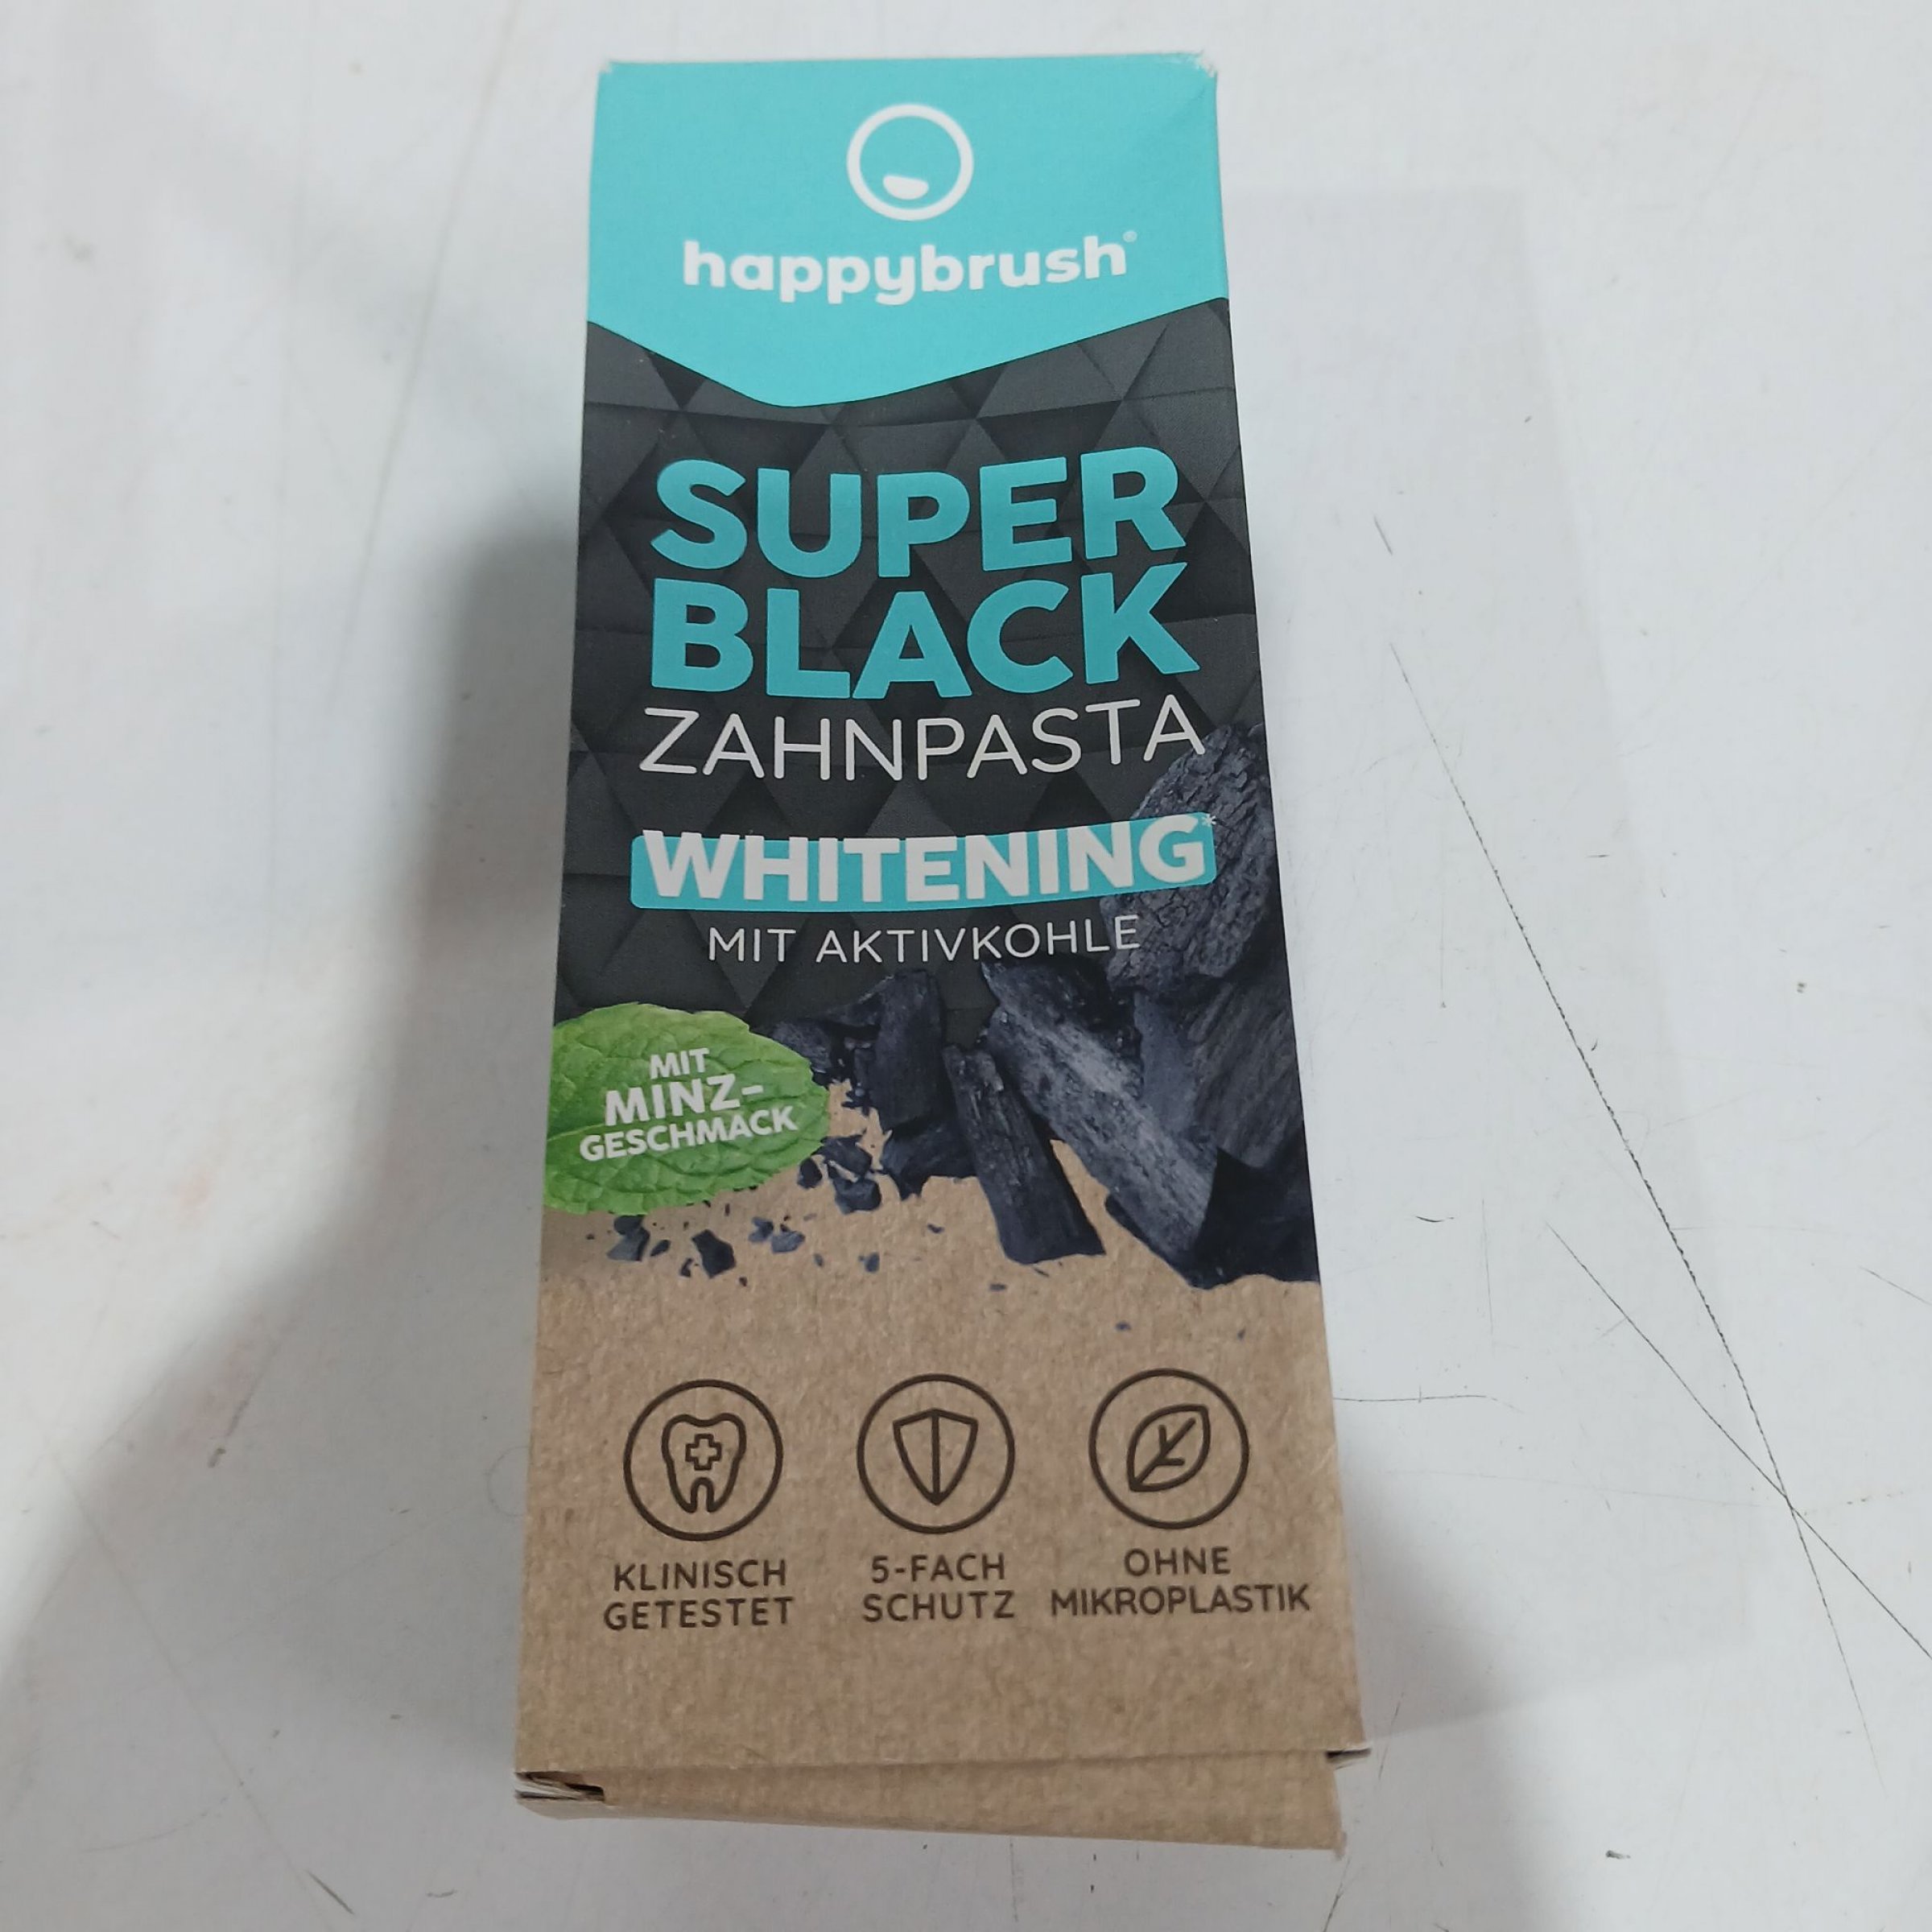 happybrush®
SUPER
BLACK
ZAHNPASTA
WHITENING*
MIT AKTIVKOHLE
MIT
MINZ-
GESCHMACK
KLINISCH
GETESTET
5-FACH
SCHUTZ
OHNE
MIKROPLASTIK